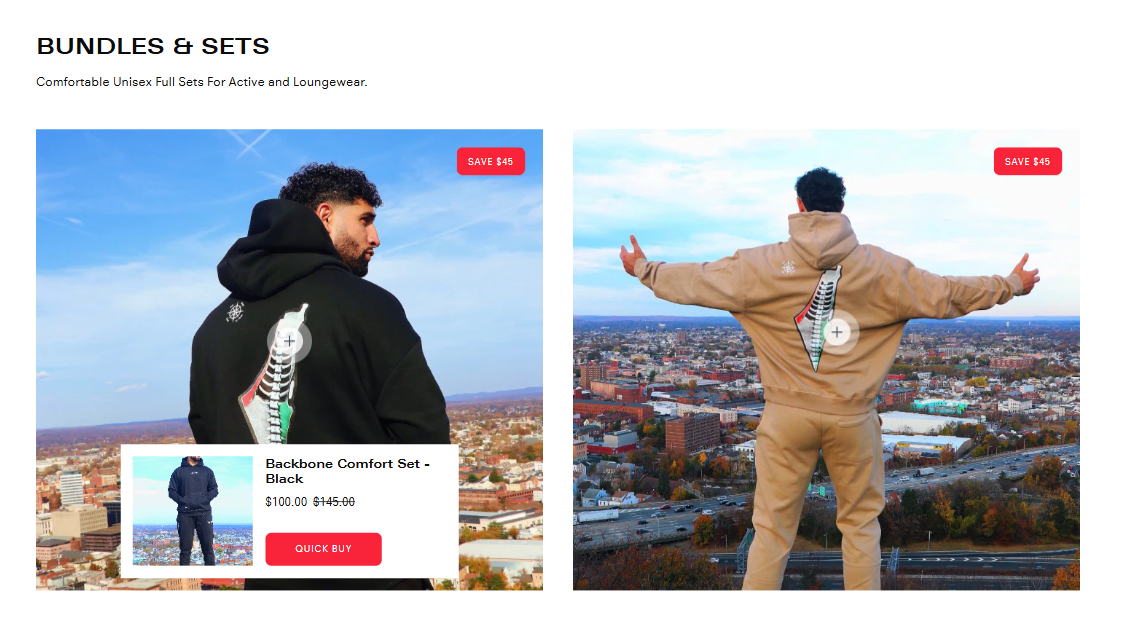 BUNDLES & SETS
Comfortable Unisex Full Sets For Active and Loungewear.
SAVE $45
SAVE $45
Backbone Comfort Set -
Black
$100.00 $145.00
QUICK BUY